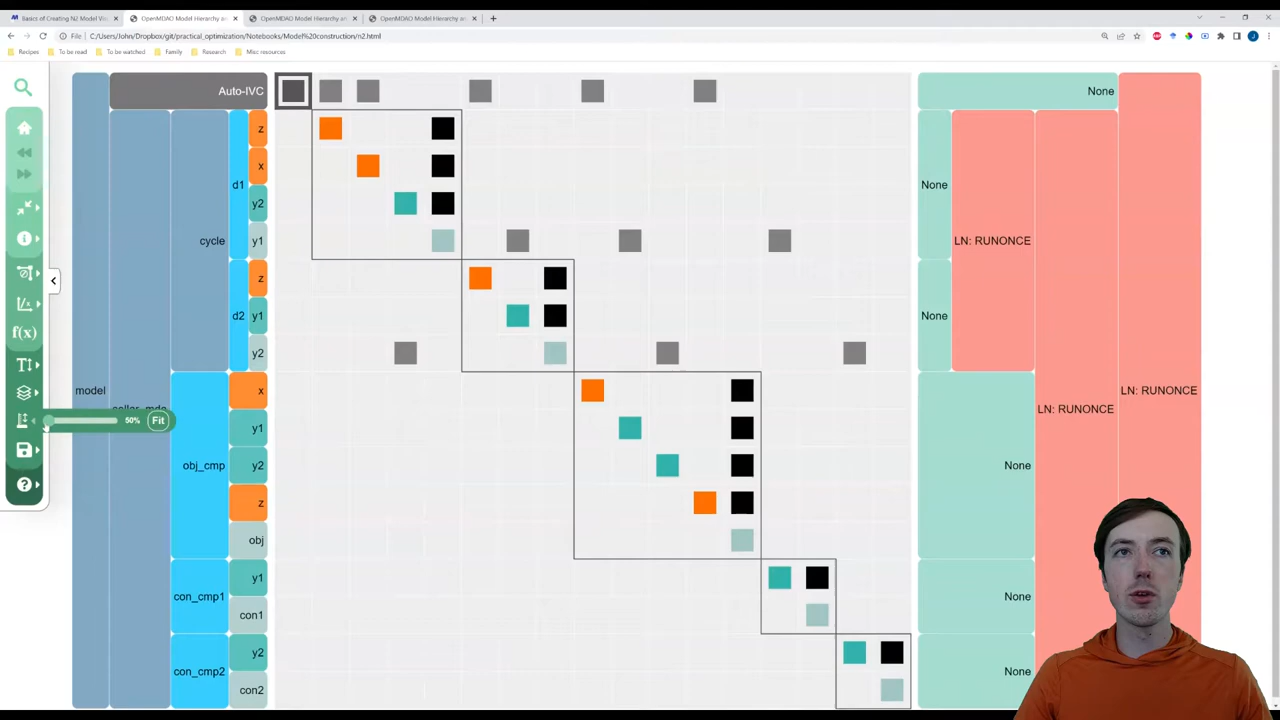 Basics of Creating N2 Model Vis
OpenMDAO Model Hierarchy and
OpenMDAO Model Hierarchy and
OpenMDAO Model Hierarchy an
File C:/Users/John/Dropbox/git/practical_optimization/Notebooks/Model%20construction/n2.html
Recipes To be read To be watched Family Research Misc resources
Auto-IVC
None
model
cycle
d1
z
x
y2
y1
None
LN: RUNONCE
d2
z
y1
y2
None
obj_cmp
x
y1
y2
z
obj
None
LN: RUNONCE
LN: RUNONCE
50% Fit
f(x)
con_cmp1
y1
con1
None
con_cmp2
y2
con2
None